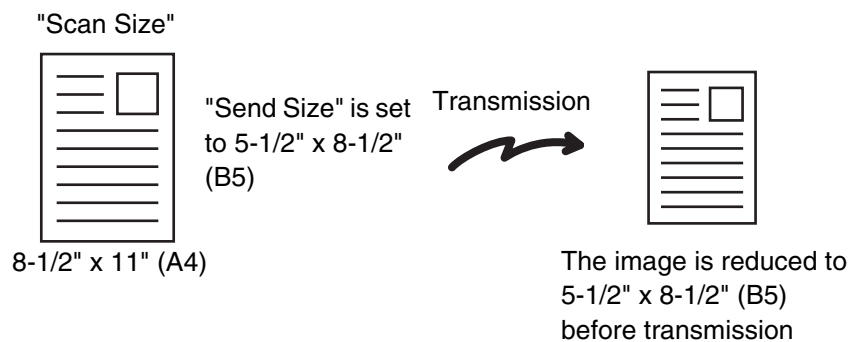 "Scan Size"
"Send Size" is set
to 5-1/2" x 8-1/2"
(B5)
Transmission
8-1/2" x 11" (A4)
The image is reduced to
5-1/2" x 8-1/2" (B5)
before transmission